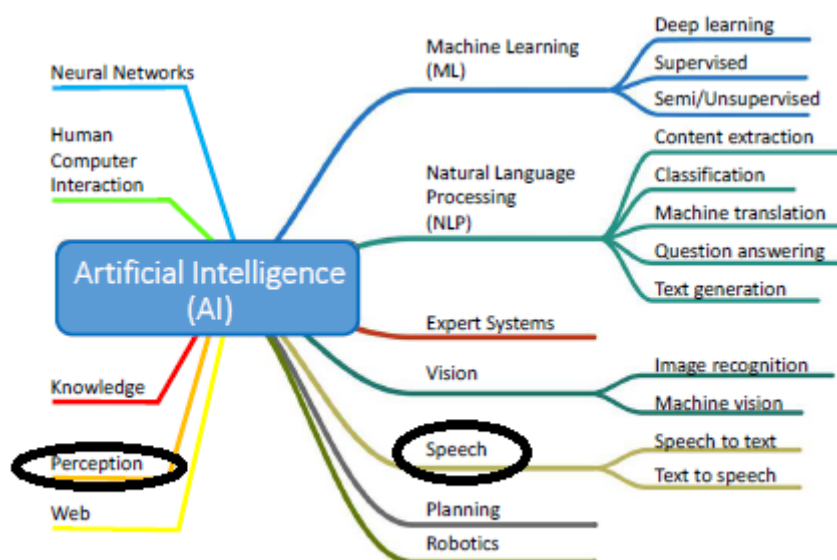 Neural Networks
Human
Computer
Interaction
Artificial Intelligence
(AI)
Knowledge
Perception
Web
Machine Learning
(ML)
Deep learning
Supervised
Semi/Unsupervised
Natural Language
Processing
(NLP)
Content extraction
Classification
Machine translation
Question answering
Text generation
Expert Systems
Vision
Image recognition
Machine vision
Speech
Speech to text
Text to speech
Planning
Robotics